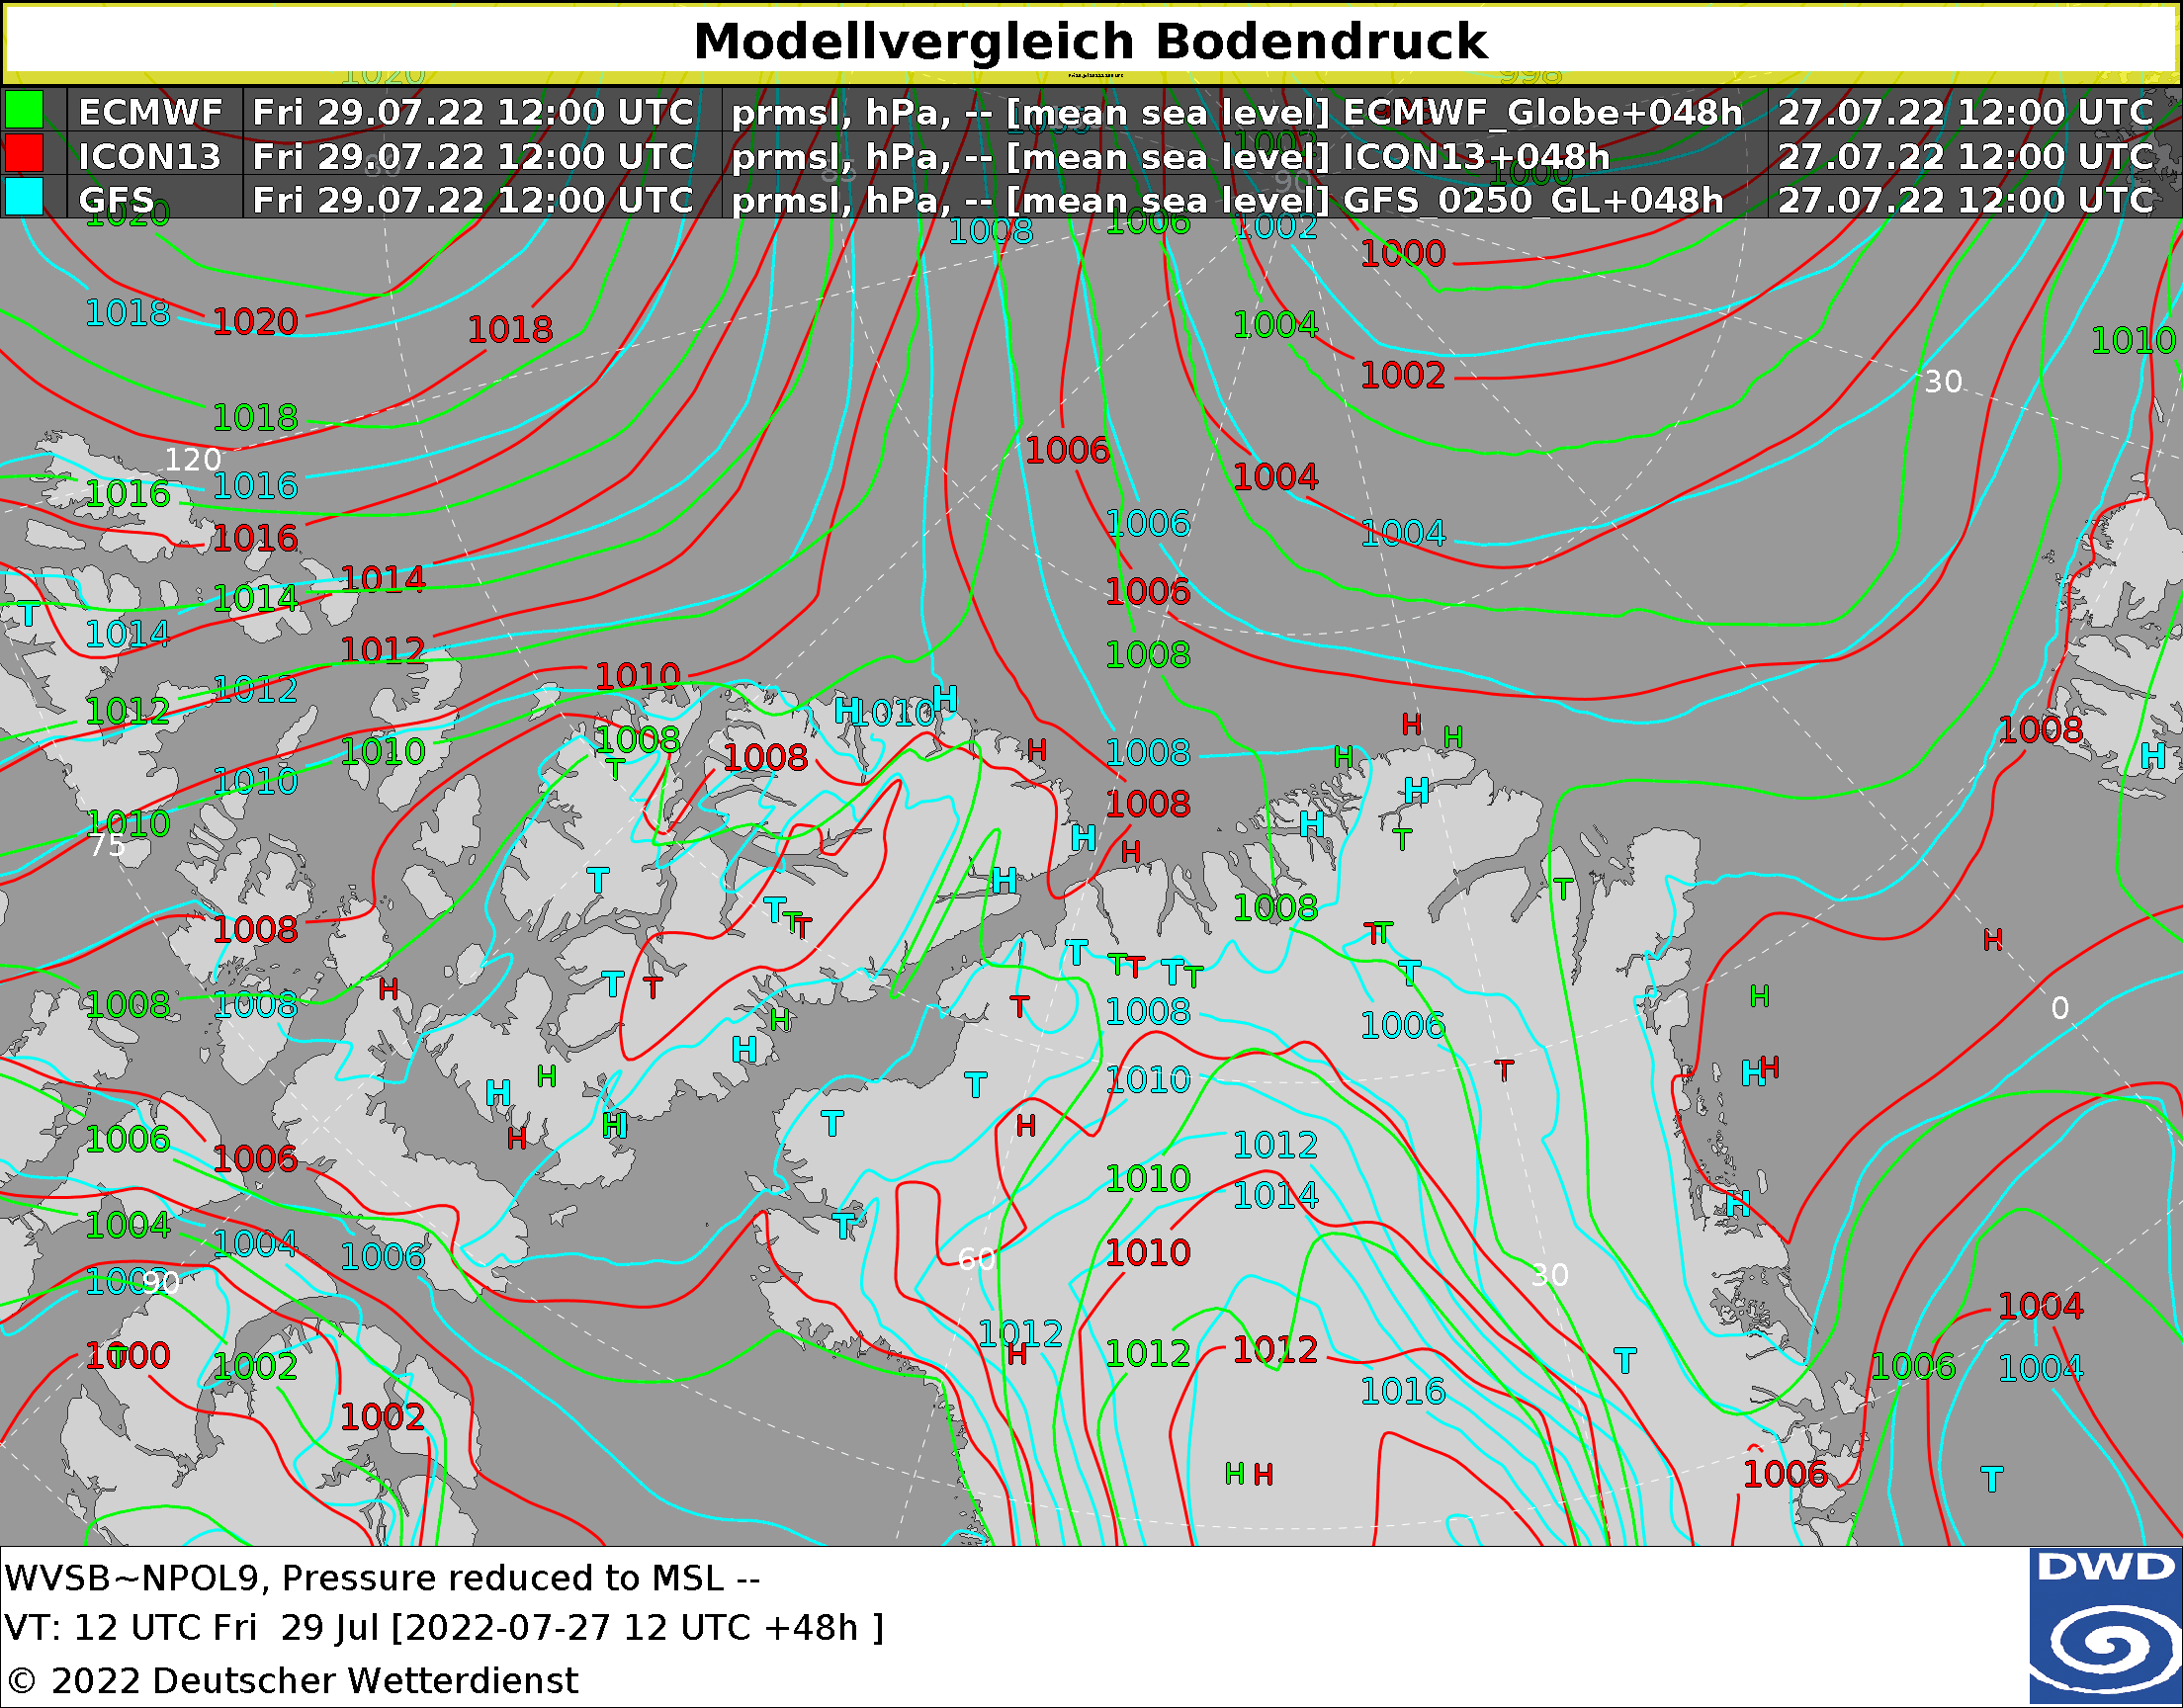 Modellvergleich Bodendruck
1020 998
ECMWF Fri 29.07.22 12:00 UTC prmsl, hPa, -- [mean sea level] ECMWF_Globe+048h 27.07.22 12:00 UTC
ICON13 Fri 29.07.22 12:00 UTC prmsl, hPa, -- [mean sea level] ICON13+048h 27.07.22 12:00 UTC
GFS Fri 29.07.22 12:00 UTC prmsl, hPa, -- [mean sea level] GFS_0250_GL+048h 27.07.22 12:00 UTC
80 85 90 1000
1020 1008 1006 1002
1000
1018 1020 1018 1004 1010
1002 30
1018
1006
120 1016 1004
1016
1006 1004
1016
1014 1014 1006
T 1014
1012 1008
1010
1012
1012 H 1010 H
1008 H H 1008
1010 1008 H 1008 H H
T
1010 H 1008
1010 H H T
75 H
T H T
T T T 1008
1008 T T
T T T T T T H
H T T T H
1008 1008 T 1008 0
H 1006
H
H H T 1010 T H H
T
1006 H H H H 1012
1006 1010
1014 H
1004 T
1004 1006 1010 60
90 30
1004
1012
1000 T 1002 H 1012 1012 T 1006 1004
1016
1002
H H 1006 T
WVSB~NPOL9, Pressure reduced to MSL --
VT: 12 UTC Fri 29 Jul [2022-07-27 12 UTC +48h ]
© 2022 Deutscher Wetterdienst
DWD